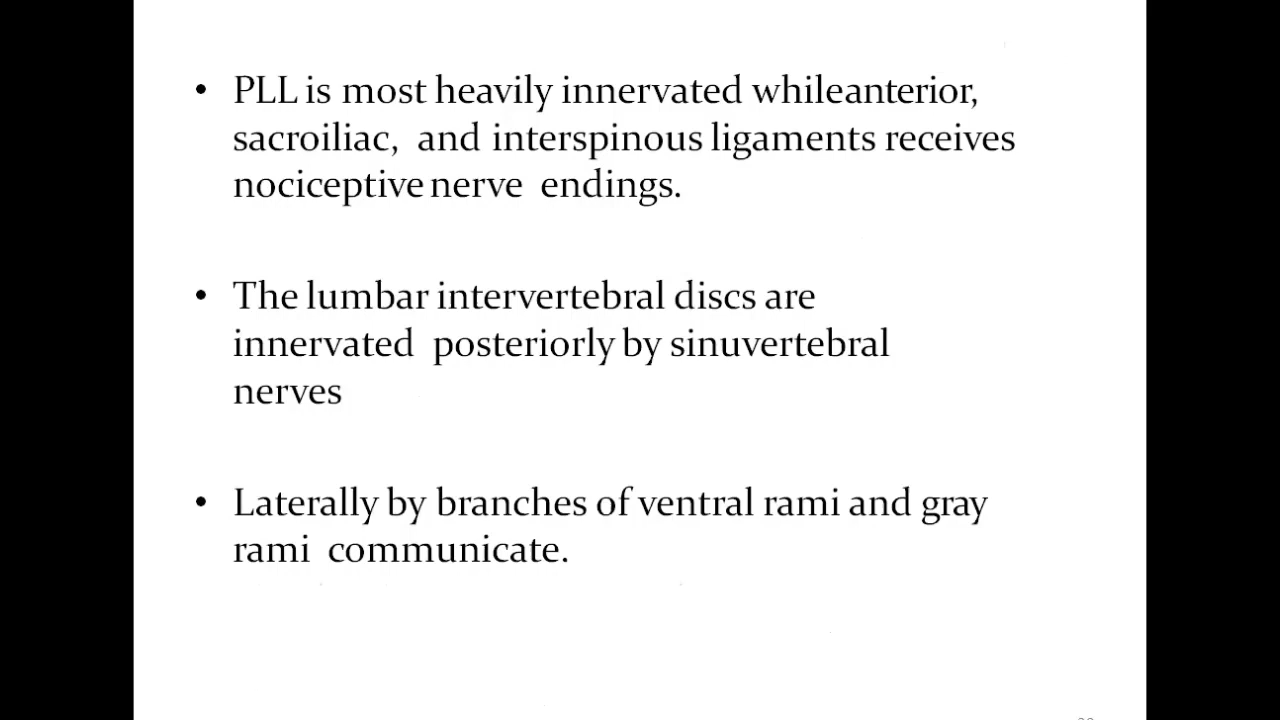 • PLL is most heavily innervated whileanterior,
sacroiliac, and interspinous ligaments receives
nociceptive nerve endings.
• The lumbar intervertebral discs are
innervated posteriorly by sinuvertebral
nerves
• Laterally by branches of ventral rami and gray
rami communicate.